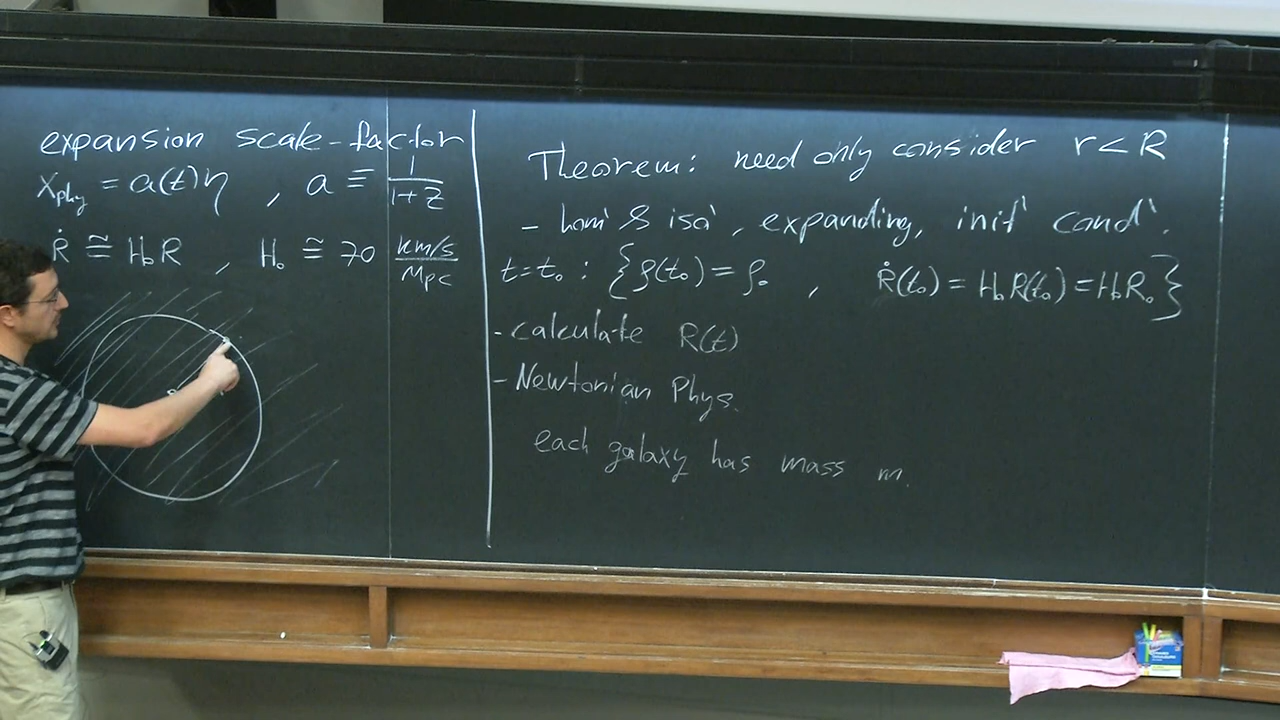 expansion scale-factor
x_phy = a(t)η , a ≡ 1/(1+z)
Ṙ ≅ H₀R , H₀ ≅ 70 km/s/Mpc
Theorem: need only consider r<R
- hom' & iso', expanding, init' cond'.
t=t₀ : {ρ(t₀) = ρ₀ , Ṙ(t₀) = H₀R(t₀) = H₀R₀}
- calculate R(t)
- Newtonian Phys.
each galaxy has mass m.